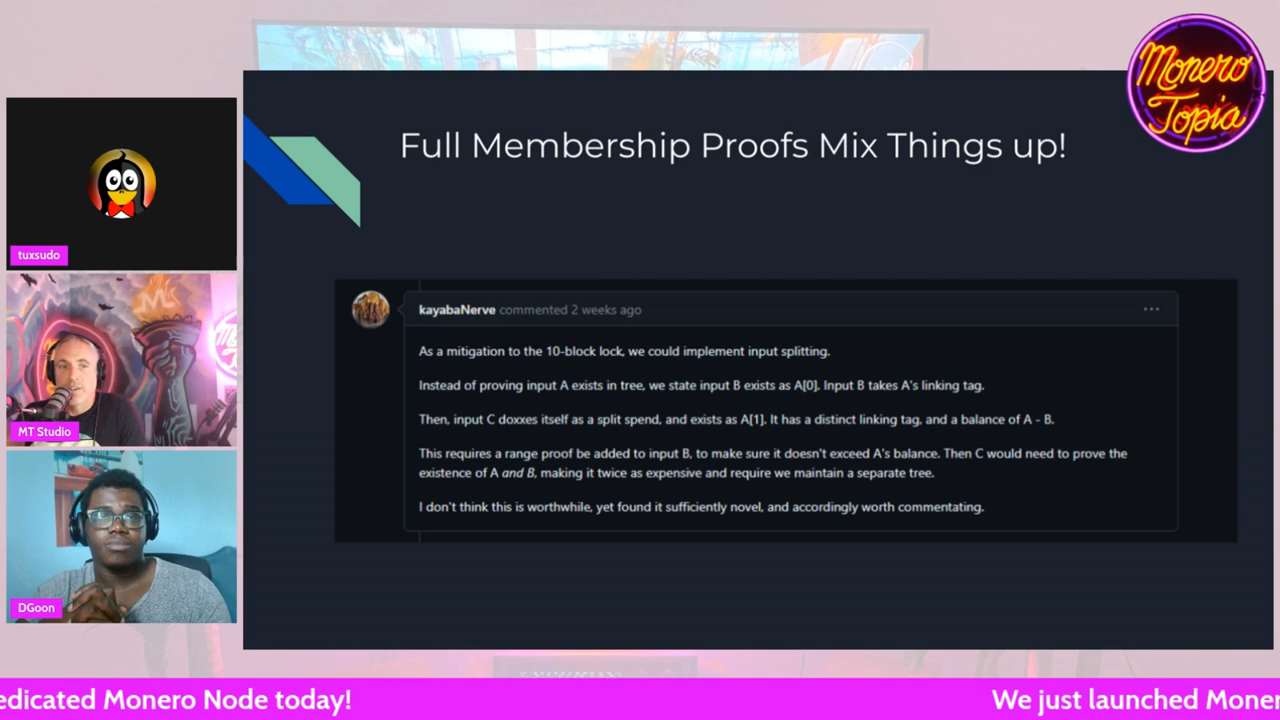 Monero
Topia
Full Membership Proofs Mix Things up!
tuxsudo
MT Studio
DGoon
kayabaNerve commented 2 weeks ago
As a mitigation to the 10-block lock, we could implement input splitting.
Instead of proving input A exists in tree, we state input B exists as A[0]. Input B takes A's linking tag.
Then, input C doxxes itself as a split spend, and exists as A[1]. It has a distinct linking tag, and a balance of A - B.
This requires a range proof be added to input B, to make sure it doesn't exceed A's balance. Then C would need to prove the
existence of A and B, making it twice as expensive and require we maintain a separate tree.
I don't think this is worthwhile, yet found it sufficiently novel, and accordingly worth commentating.
edicated Monero Node today! We just launched Moner